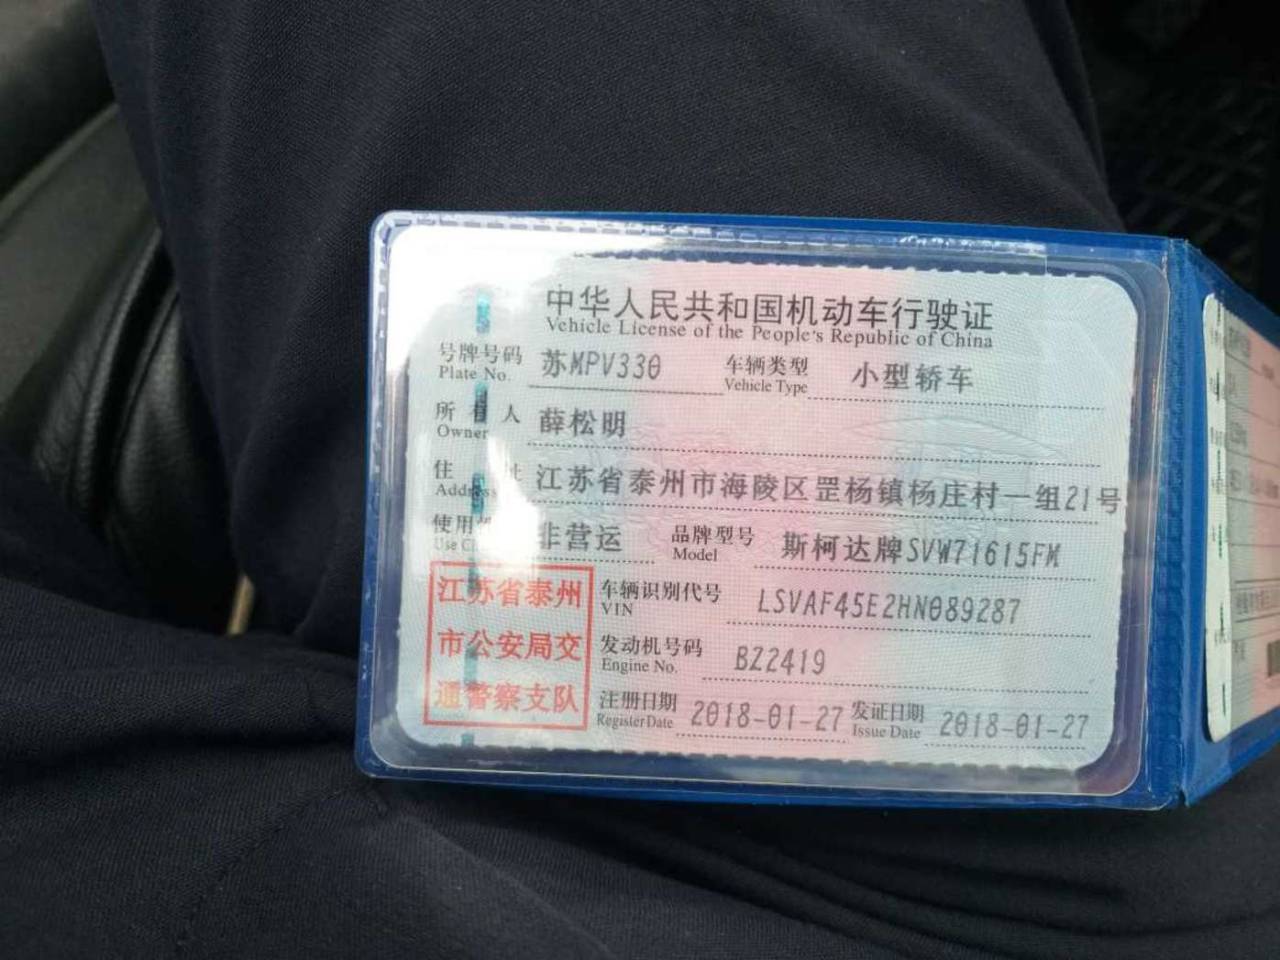 中华人民共和国机动车行驶证
Vehicle License of the People's Republic of China
号牌号码 苏MPV330 车辆类型 小型轿车
Plate No. Vehicle Type
所有人 薛松明
Owner
住址 江苏省泰州市海陵区罡杨镇杨庄村一组21号
Address
使用 非营运 品牌型号 斯柯达牌SVW71615FM
Use Model
江苏省泰州 车辆识别代号 LSVAF45E2HN089287
VIN
市公安局交 发动机号码 BZ2419
Engine No.
通警察支队 注册日期 2018-01-27 发证日期 2018-01-27
Register Date Issue Date